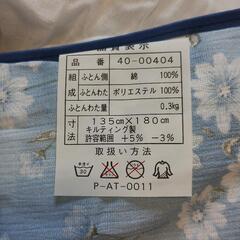 品質表示
品番 40-00404
組成 ふとん側 綿 100%
ふとんわた ポリエステル 100%
ふとんわた量 0.3kg
寸法 135cm×180cm
キルティング製
許容範囲 +5% −3%
取扱い方法
30
P-AT-0011